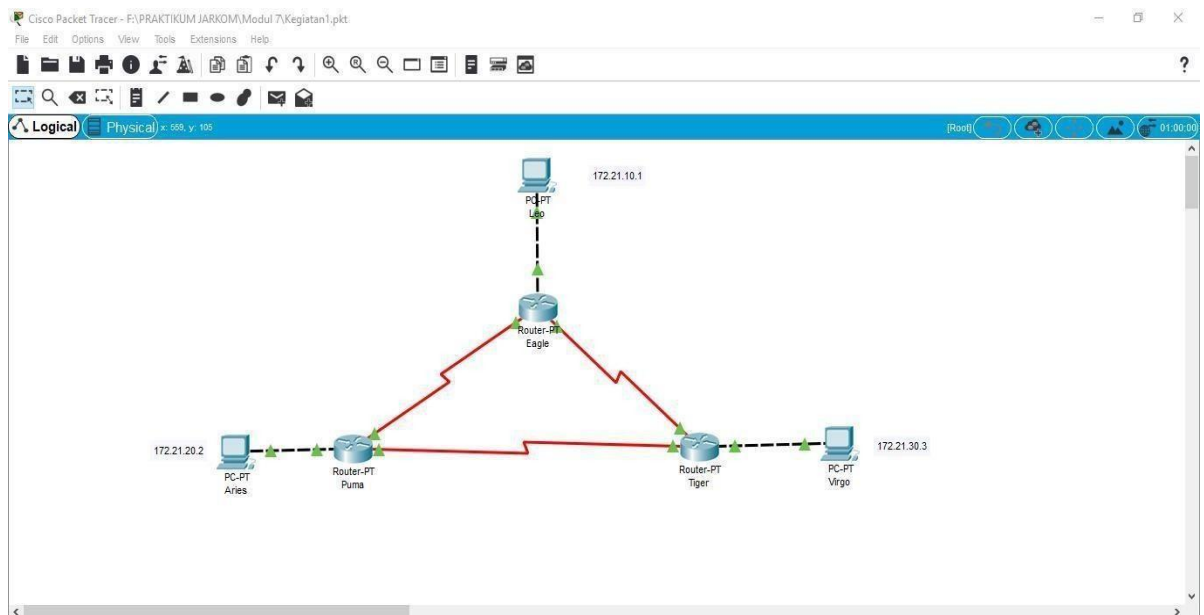 Cisco Packet Tracer - F:\PRAKTIKUM JARKOM\Modul 7\Kegiatan1.pkt
File Edit Options View Tools Extensions Help
?
Logical Physical x: 559, y: 105 [Root] 01:00:00
172.21.10.1
PC-PT
Leo
Router-PT
Eagle
172.21.20.2
PC-PT
Aries
Router-PT
Puma
Router-PT
Tiger
PC-PT
Virgo
172.21.30.3